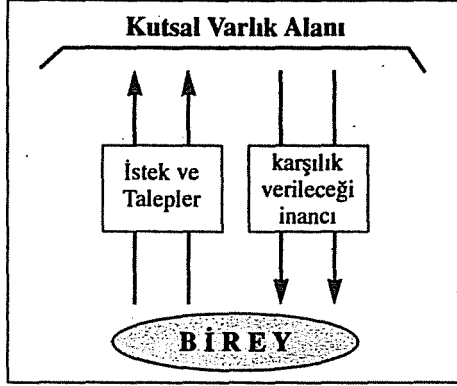 Kutsal Varlık Alanı
İstek ve
Talepler
karşılık
verileceği
inancı
BİREY